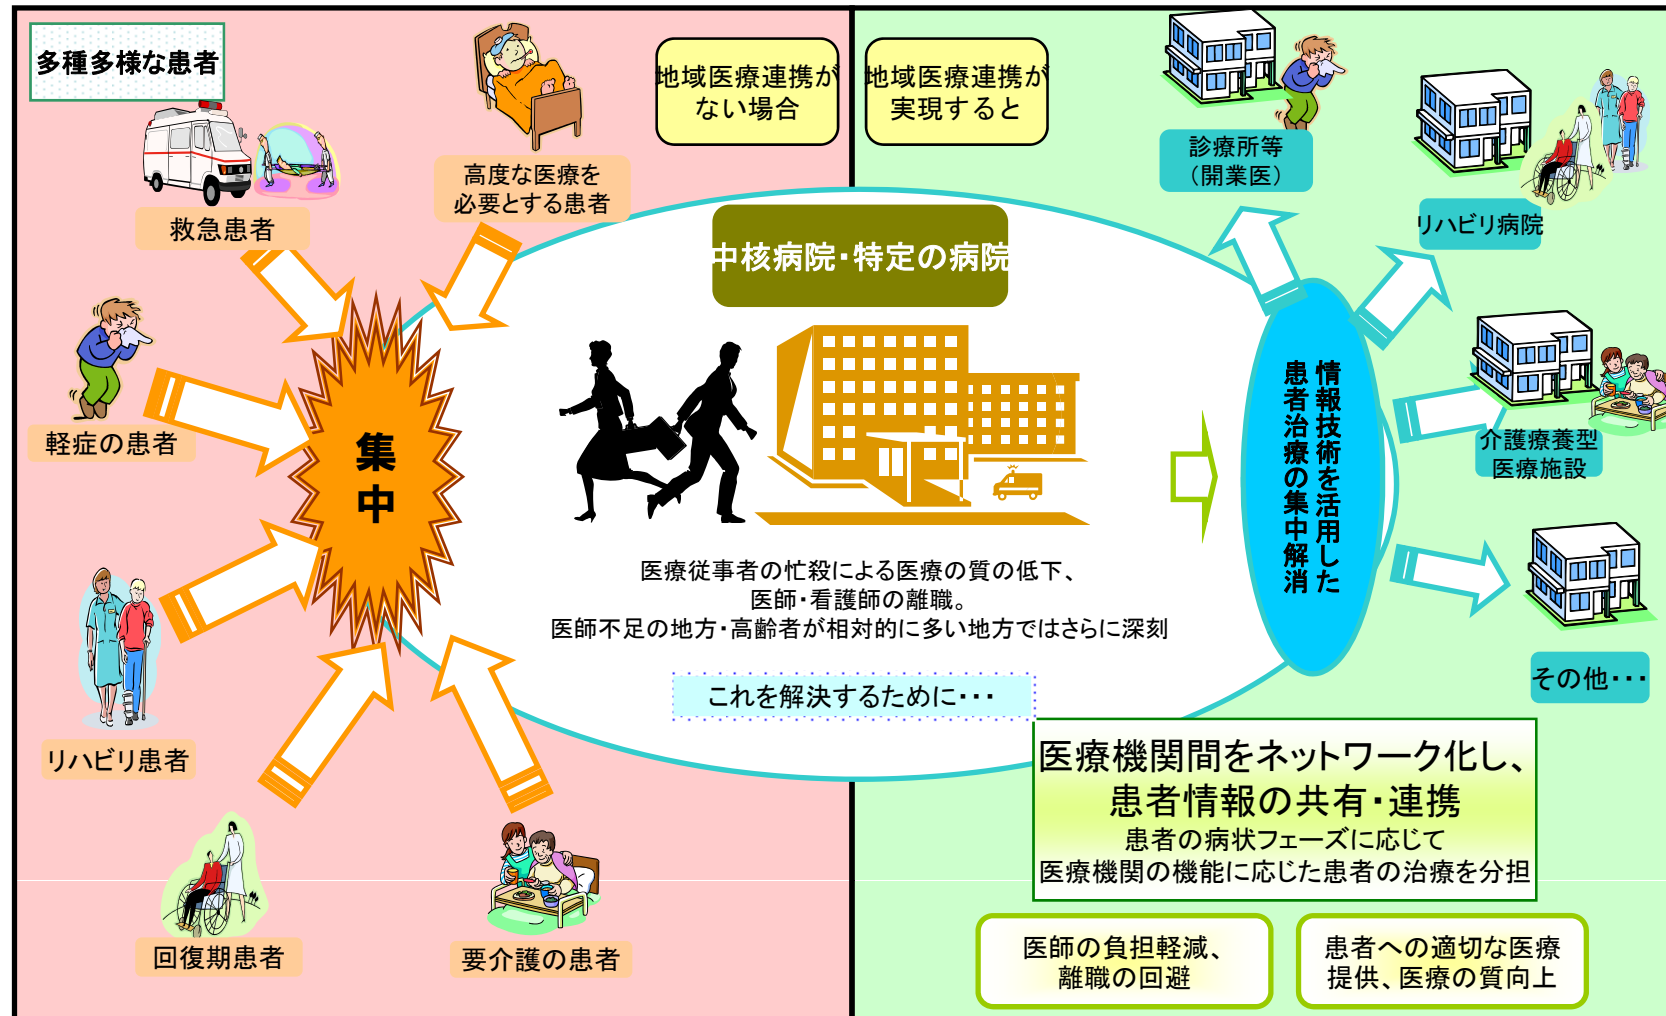 多種多様な患者
地域医療連携が
ない場合
救急患者
高度な医療を
必要とする患者
軽症の患者
リハビリ患者
回復期患者
要介護の患者
集中
中核病院・特定の病院
医療従事者の忙殺による医療の質の低下、
医師・看護師の離職。
医師不足の地方・高齢者が相対的に多い地方ではさらに深刻
これを解決するために・・・
地域医療連携が
実現すると
情報技術を活用した
患者治療の集中解消
診療所等
（開業医）
リハビリ病院
介護療養型
医療施設
その他・・・
医療機関間をネットワーク化し、
患者情報の共有・連携
患者の病状フェーズに応じて
医療機関の機能に応じた患者の治療を分担
医師の負担軽減、
離職の回避
患者への適切な医療
提供、医療の質向上